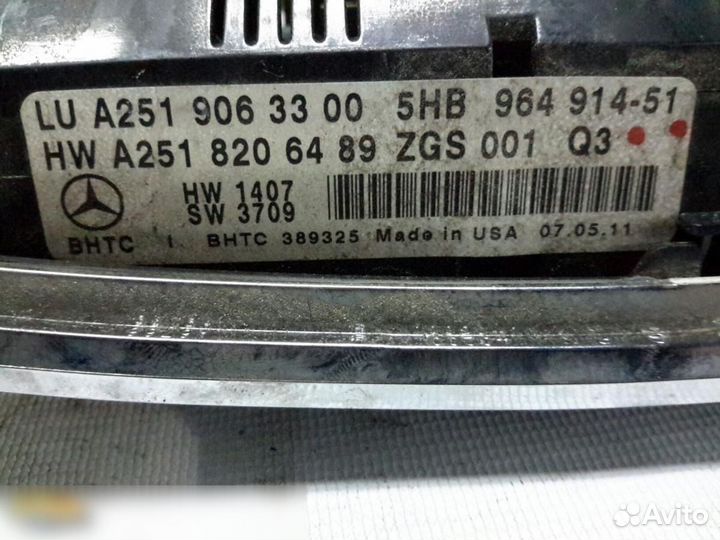 LU A251 906 33 00 5HB 964 914-51
HW A251 820 64 89 ZGS 001 Q3
HW 1407
SW 3709
BHTC I. BHTC 389325 Made in USA 07.05.11
Avito